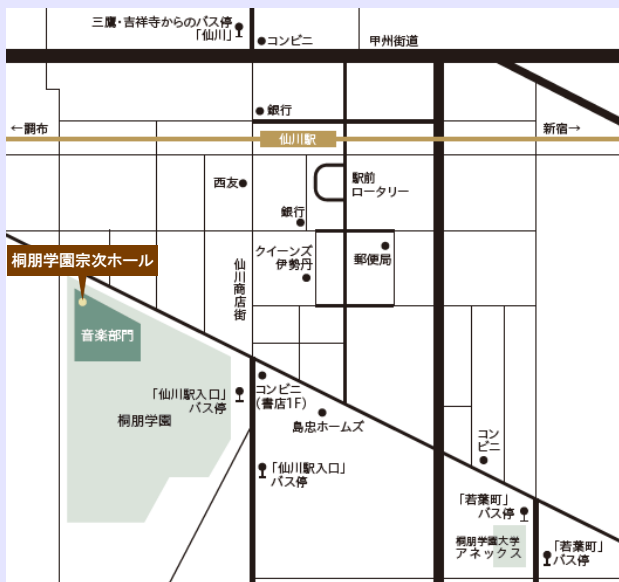 三鷹・吉祥寺からのバス停
「仙川」
コンビニ
甲州街道
銀行
←調布
仙川駅
新宿→
西友
駅前
ロータリー
銀行
クイーンズ
伊勢丹
郵便局
桐朋学園宗次ホール
仙川商店街
音楽部門
「仙川駅入口」
バス停
コンビニ
(書店1F)
桐朋学園
島忠ホームズ
コン
ビニ
「仙川駅入口」
バス停
「若葉町」
バス停
桐朋学園大学
アネックス
「若葉町」
バス停